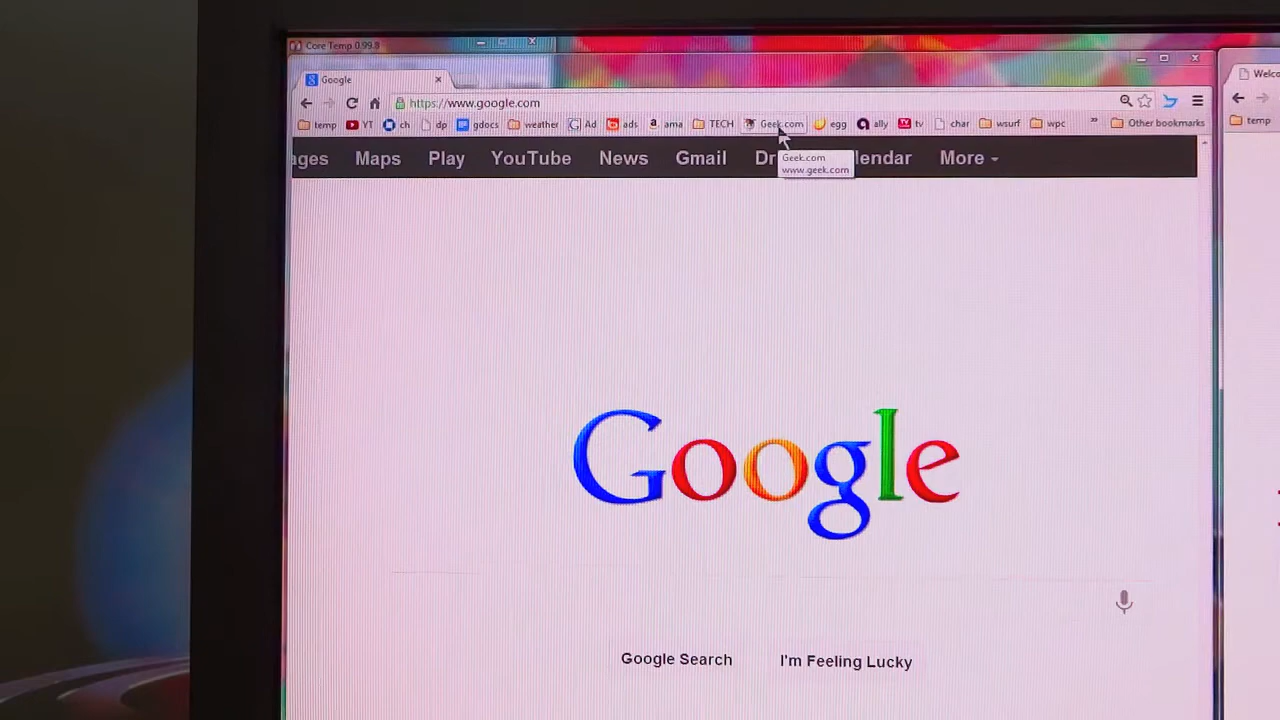 Core Temp 0.99.8
Google
Welco
https://www.google.com
temp YT ch dp gdocs weather Ad ads ama TECH Geek.com egg ally tv char wsurf wpc » Other bookmarks
temp
ages Maps Play YouTube News Gmail Dr lendar More
Geek.com
www.geek.com
Google
Google Search I'm Feeling Lucky